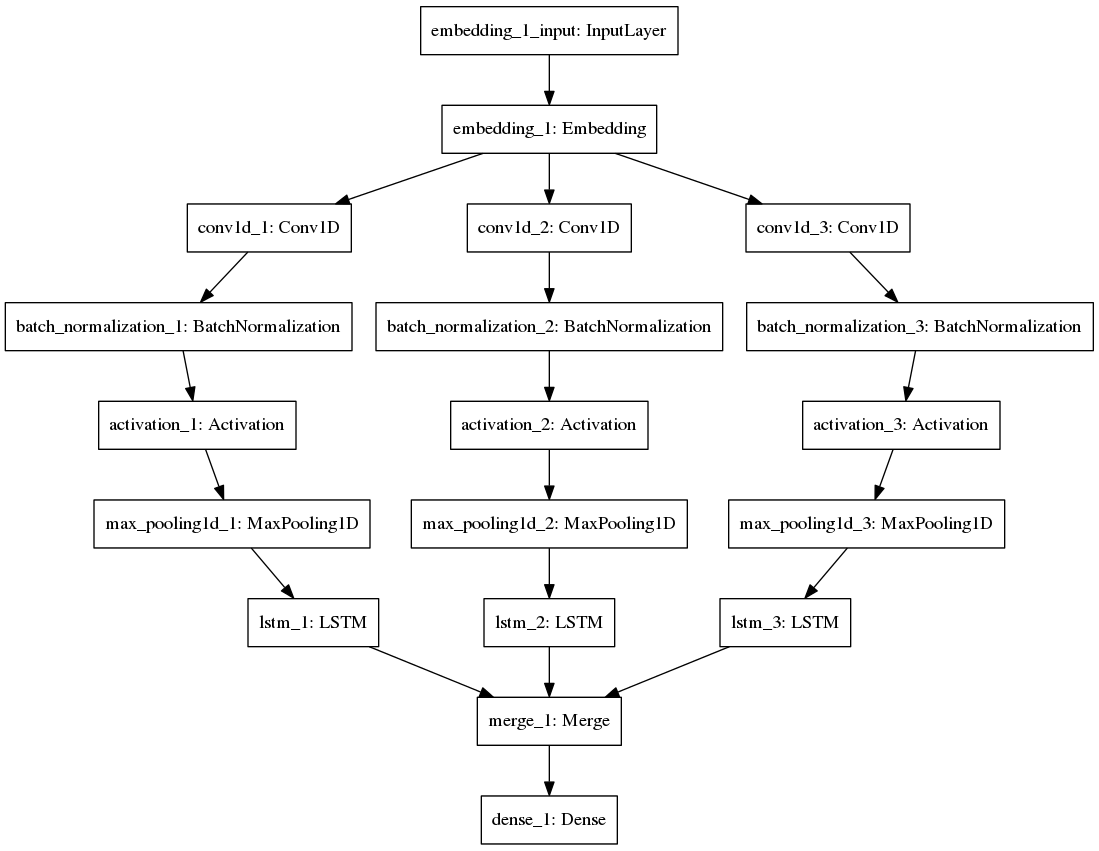 embedding_1_input: InputLayer
embedding_1: Embedding
conv1d_1: Conv1D
conv1d_2: Conv1D
conv1d_3: Conv1D
batch_normalization_1: BatchNormalization
batch_normalization_2: BatchNormalization
batch_normalization_3: BatchNormalization
activation_1: Activation
activation_2: Activation
activation_3: Activation
max_pooling1d_1: MaxPooling1D
max_pooling1d_2: MaxPooling1D
max_pooling1d_3: MaxPooling1D
lstm_1: LSTM
lstm_2: LSTM
lstm_3: LSTM
merge_1: Merge
dense_1: Dense